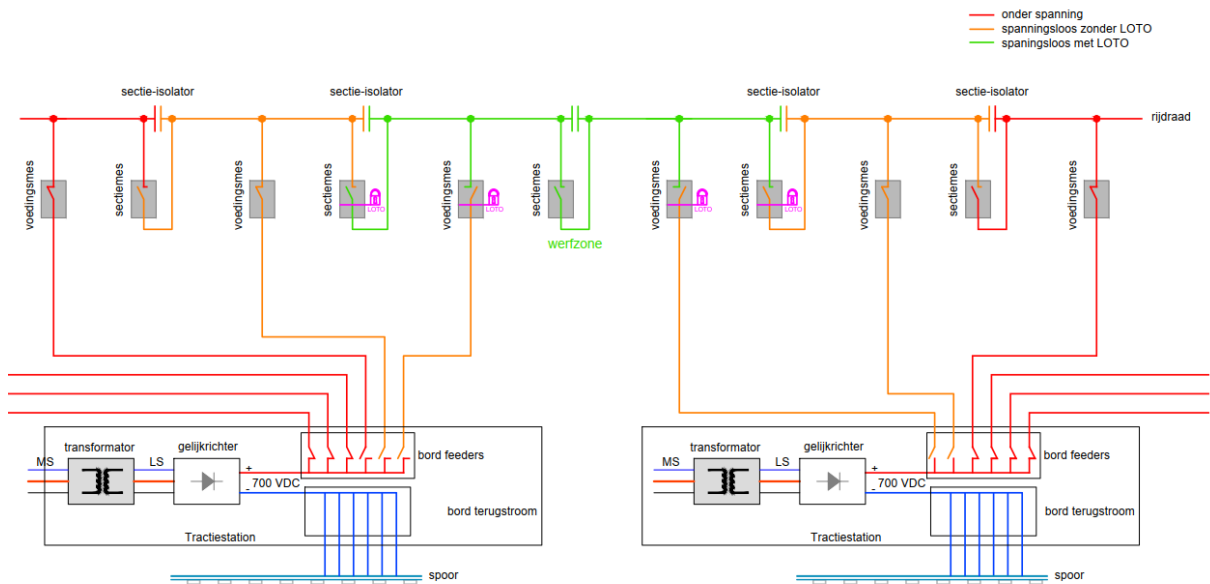 onder spanning
spanningsloos zonder LOTO
spaningsloos met LOTO
sectie-isolator
sectie-isolator
sectie-isolator
sectie-isolator
rijdraad
voedingsmes
sectiemes
voedingsmes
sectiemes
LOTO
voedingsmes
LOTO
sectiemes
voedingsmes
LOTO
sectiemes
LOTO
voedingsmes
sectiemes
voedingsmes
werfzone
transformator
gelijkrichter
bord feeders
MS
LS
+
-
700 VDC
bord terugstroom
Tractiestation
spoor
transformator
gelijkrichter
bord feeders
MS
LS
+
-
700 VDC
bord terugstroom
Tractiestation
spoor